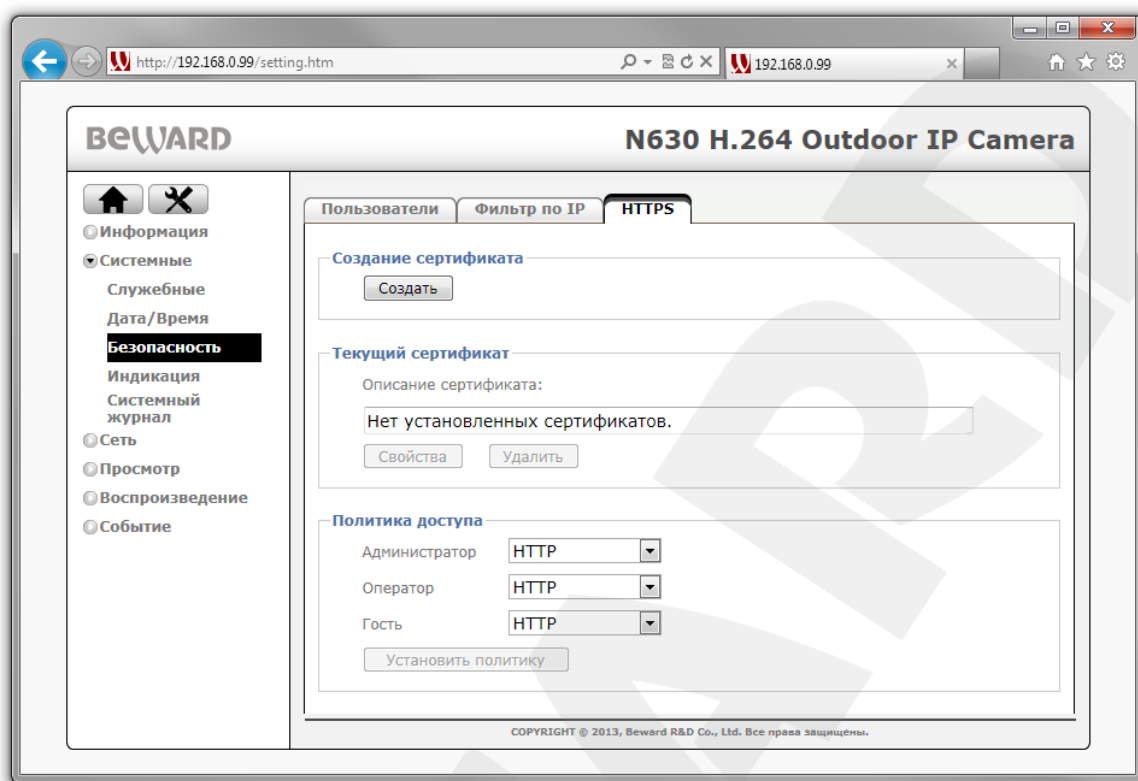 http://192.168.0.99/setting.htm
192.168.0.99
BEWARD
N630 H.264 Outdoor IP Camera
Информация
Системные
Служебные
Дата/Время
Безопасность
Индикация
Системный
журнал
Сеть
Просмотр
Воспроизведение
Событие
Пользователи
Фильтр по IP
HTTPS
Создание сертификата
Создать
Текущий сертификат
Описание сертификата:
Нет установленных сертификатов.
Свойства
Удалить
Политика доступа
Администратор
HTTP
Оператор
HTTP
Гость
HTTP
Установить политику
COPYRIGHT © 2013, Beward R&D Co., Ltd. Все права защищены.